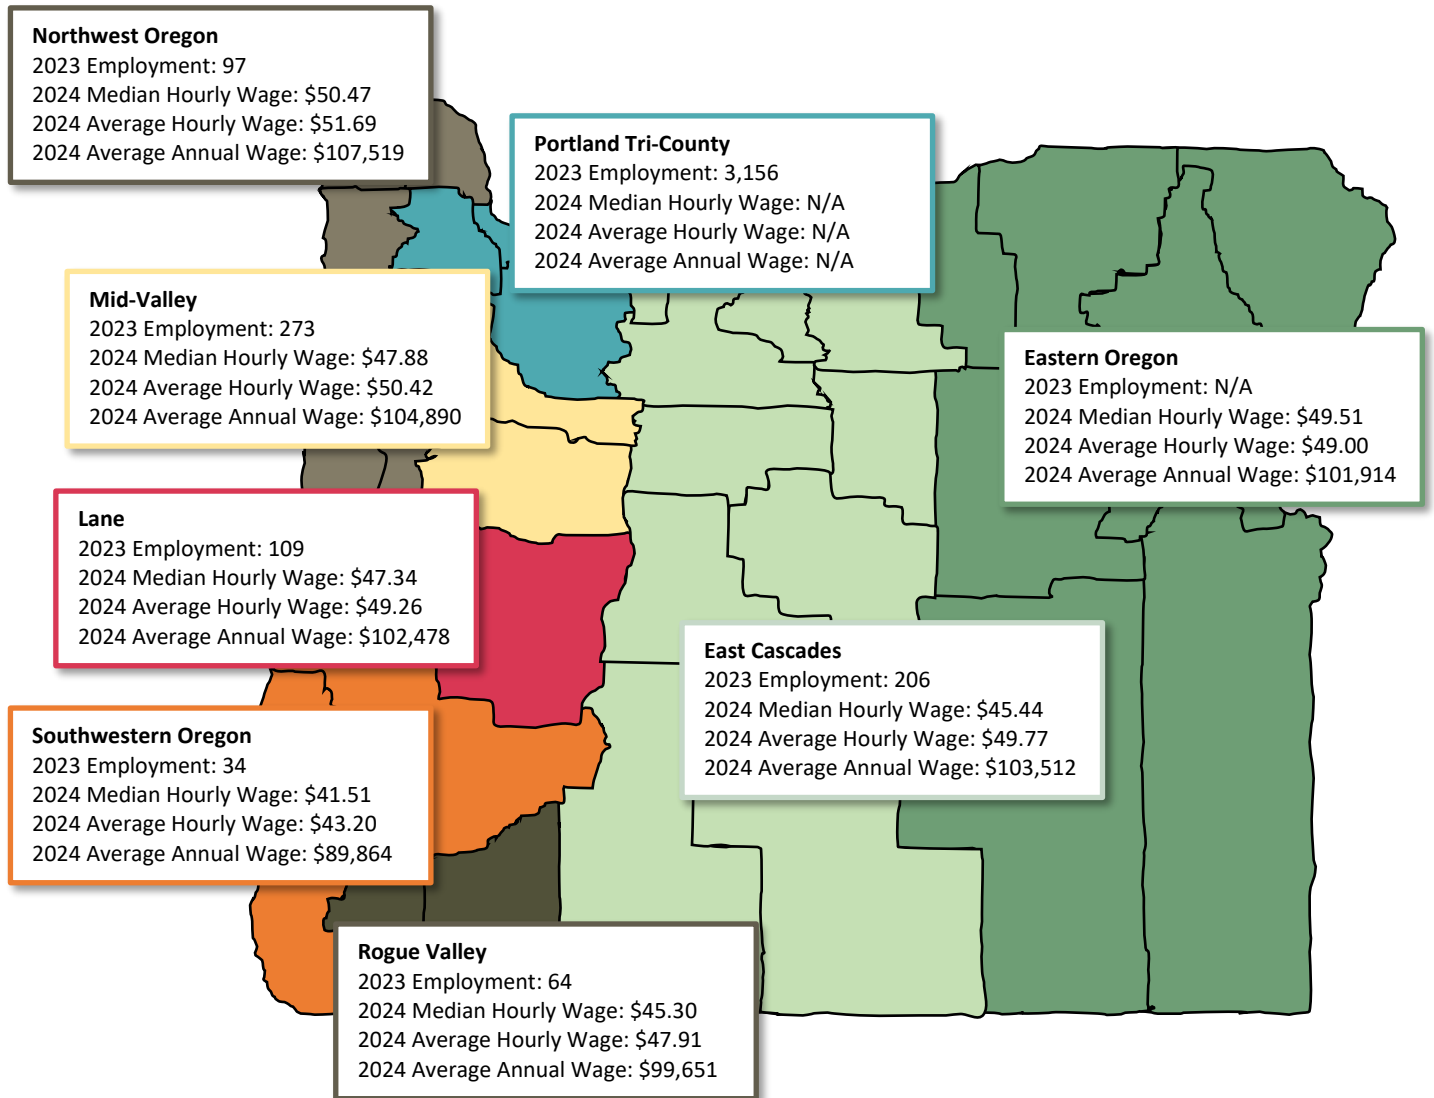 Northwest Oregon
2023 Employment: 97
2024 Median Hourly Wage: $50.47
2024 Average Hourly Wage: $51.69
2024 Average Annual Wage: $107,519
Portland Tri-County
2023 Employment: 3,156
2024 Median Hourly Wage: N/A
2024 Average Hourly Wage: N/A
2024 Average Annual Wage: N/A
Mid-Valley
2023 Employment: 273
2024 Median Hourly Wage: $47.88
2024 Average Hourly Wage: $50.42
2024 Average Annual Wage: $104,890
Eastern Oregon
2023 Employment: N/A
2024 Median Hourly Wage: $49.51
2024 Average Hourly Wage: $49.00
2024 Average Annual Wage: $101,914
Lane
2023 Employment: 109
2024 Median Hourly Wage: $47.34
2024 Average Hourly Wage: $49.26
2024 Average Annual Wage: $102,478
East Cascades
2023 Employment: 206
2024 Median Hourly Wage: $45.44
2024 Average Hourly Wage: $49.77
2024 Average Annual Wage: $103,512
Southwestern Oregon
2023 Employment: 34
2024 Median Hourly Wage: $41.51
2024 Average Hourly Wage: $43.20
2024 Average Annual Wage: $89,864
Rogue Valley
2023 Employment: 64
2024 Median Hourly Wage: $45.30
2024 Average Hourly Wage: $47.91
2024 Average Annual Wage: $99,651